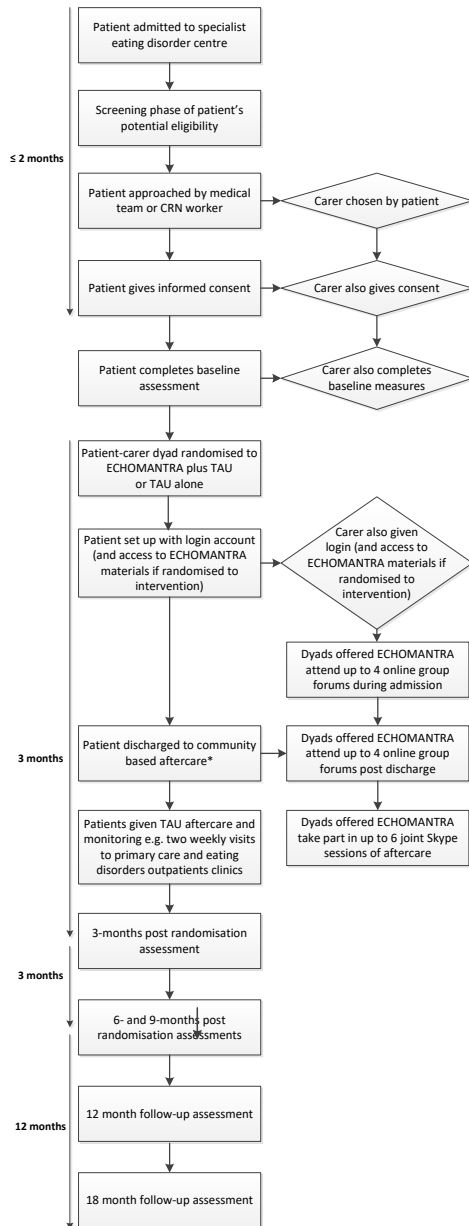 Patient admitted to specialist
eating disorder centre
Screening phase of patient's
potential eligibility
≤ 2 months
Patient approached by medical
team or CRN worker
Carer chosen by patient
Patient gives informed consent
Carer also gives consent
Patient completes baseline
assessment
Carer also completes
baseline measures
Patient-carer dyad randomised to
ECHOMANTRA plus TAU
or TAU alone
Patient set up with login account
(and access to ECHOMANTRA
materials if randomised to
intervention)
Carer also given
login (and access to
ECHOMANTRA materials if
randomised to
intervention)
Dyads offered ECHOMANTRA
attend up to 4 online group
forums during admission
3 months
Patient discharged to community
based aftercare*
Dyads offered ECHOMANTRA
attend up to 4 online group
forums post discharge
Patients given TAU aftercare and
monitoring e.g. two weekly visits
to primary care and eating
disorders outpatients clinics
Dyads offered ECHOMANTRA
take part in up to 6 joint Skype
sessions of aftercare
3-months post randomisation
assessment
3 months
6- and 9-months post
randomisation assessments
12 months
12 month follow-up assessment
18 month follow-up assessment